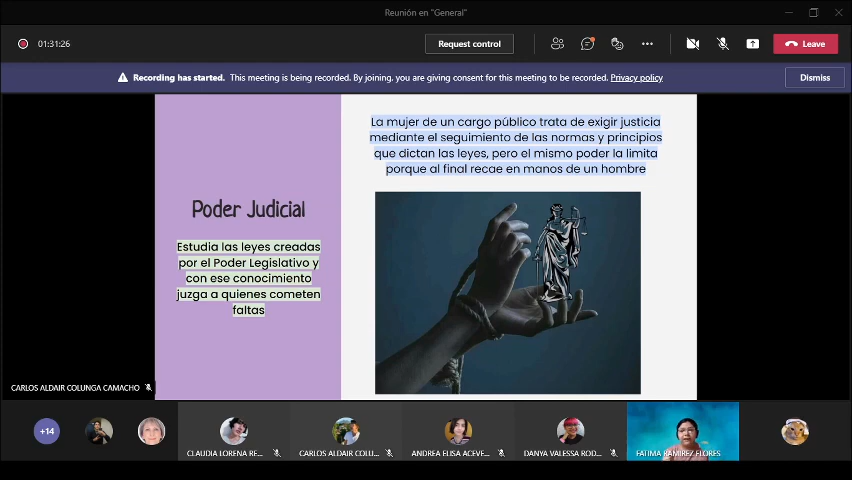 Reunión en "General"
01:31:26
Request control
Leave
Recording has started. This meeting is being recorded. By joining, you are giving consent for this meeting to be recorded. Privacy policy
Dismiss
La mujer de un cargo público trata de exigir justicia
mediante el seguimiento de las normas y principios
que dictan las leyes, pero el mismo poder la limita
porque al final recae en manos de un hombre
Poder Judicial
Estudia las leyes creadas
por el Poder Legislativo y
con ese conocimiento
juzga a quienes cometen
faltas
CARLOS ALDAIR COLUNGA CAMACHO
+14
CLAUDIA LORENA RE...
CARLOS ALDAIR COLU...
ANDREA ELISA ACEVE...
DANYA VALESSA ROD...
FATIMA RAMIREZ FLORES